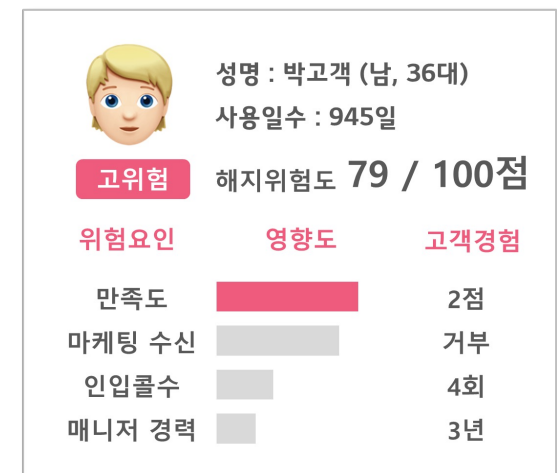 성명 : 박고객 (남, 36대)
사용일수 : 945일
고위험 해지위험도 79 / 100점
위험요인 영향도 고객경험
만족도 2점
마케팅 수신 거부
인입콜수 4회
매니저 경력 3년